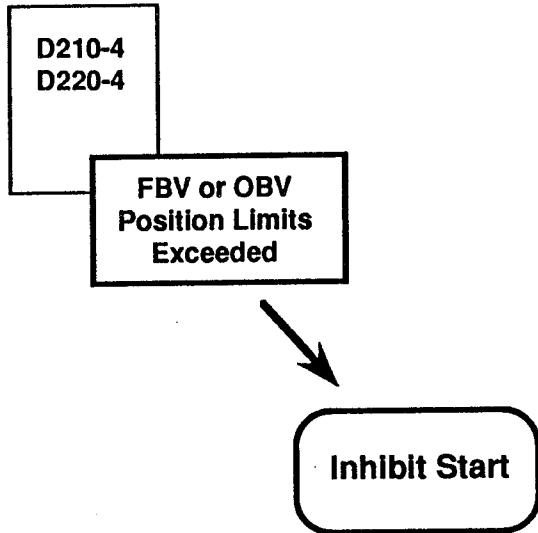 D210-4
D220-4
FBV or OBV
Position Limits
Exceeded
Inhibit Start